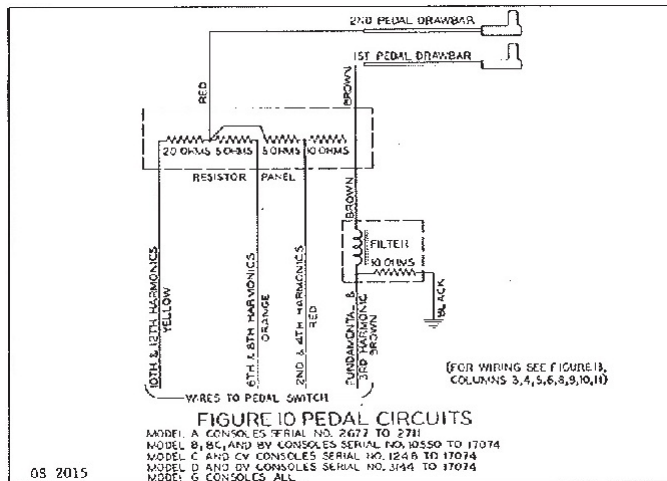 2ND PEDAL DRAWBAR
1ST PEDAL DRAWBAR
RED
BROWN
20 OHMS 5 OHMS 5 OHMS 10 OHMS
RESISTOR PANEL
BROWN
FILTER
10 OHMS
BLACK
10TH & 12TH HARMONICS
YELLOW
6TH & 8TH HARMONICS
ORANGE
2ND & 4TH HARMONICS
RED
FUNDAMENTAL &
3RD HARMONIC
BROWN
(FOR WIRING SEE FIGURE 13,
COLUMNS 3,4,5,6,8,9,10,11)
WIRES TO PEDAL SWITCH
FIGURE 10 PEDAL CIRCUITS
MODEL A CONSOLES SERIAL NO. 2677 TO 2711
MODEL B, BC, AND BV CONSOLES SERIAL NO. 10550 TO 17074
MODEL C AND CV CONSOLES SERIAL NO. 1248 TO 17074
MODEL D AND DV CONSOLES SERIAL NO. 3144 TO 17074
MODEL G CONSOLES ALL
OS 2015